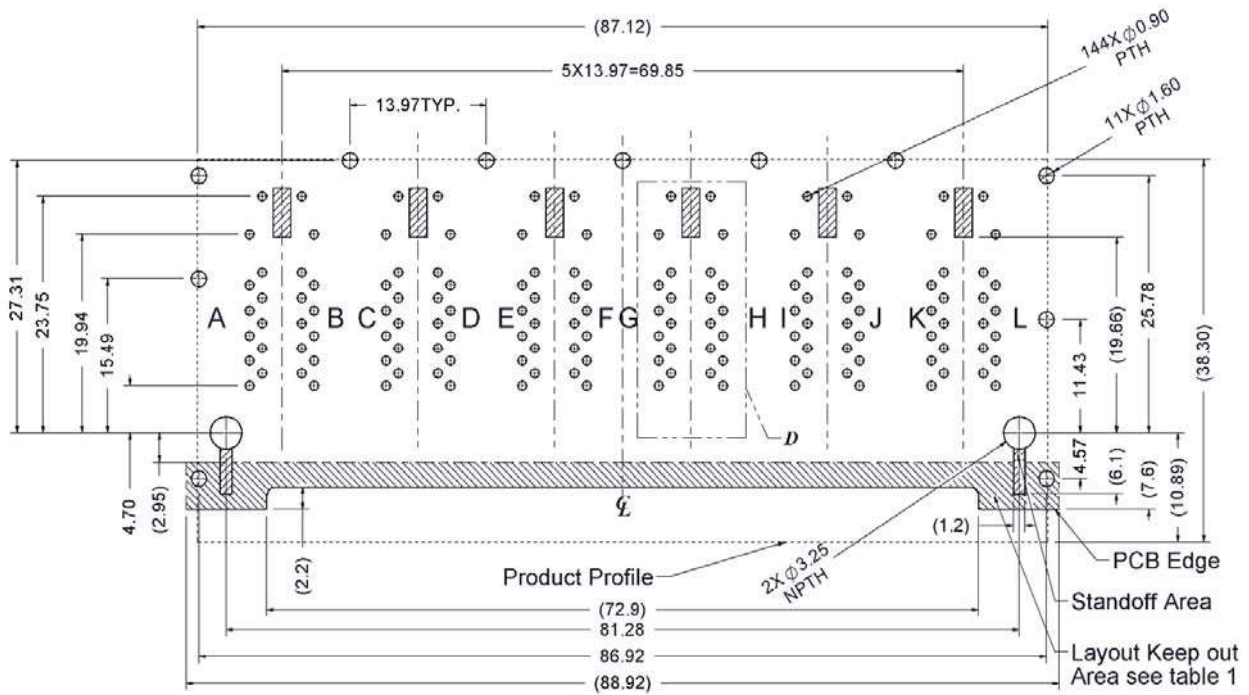 (87.12)
5X13.97=69.85
13.97TYP.
144X Ø0.90
PTH
11X Ø1.60
PTH
27.31
23.75
19.94
15.49
A
B
C
D
E
F
G
H
I
J
K
L
11.43
(19.66)
25.78
(38.30)
D
4.70
(2.95)
4.57
(6.1)
(7.6)
(10.89)
℄
(1.2)
(2.2)
Product Profile
2X Ø3.25
NPTH
PCB Edge
Standoff Area
Layout Keep out
Area see table 1
(72.9)
81.28
86.92
(88.92)